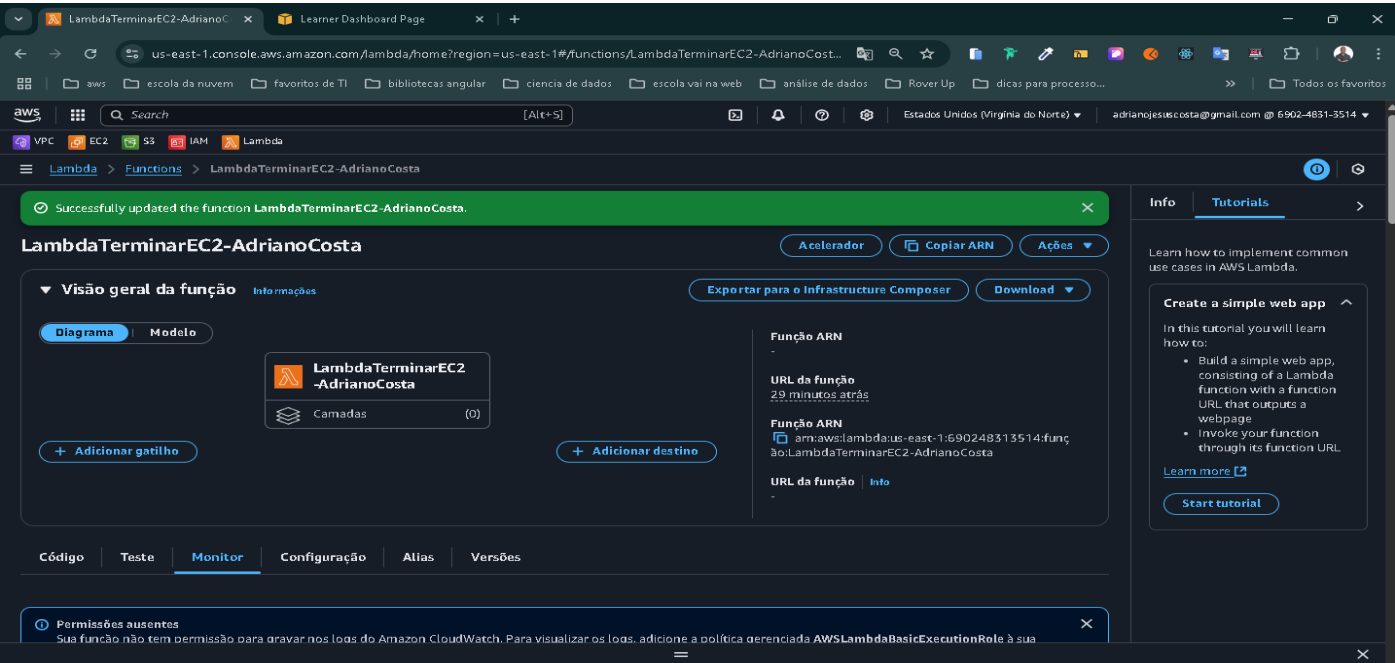 LambdaTerminarEC2-AdrianoC
Learner Dashboard Page
us-east-1.console.aws.amazon.com/lambda/home?region=us-east-1#/functions/LambdaTerminarEC2-AdrianoCost...
aws escola da nuvem favoritos de TI bibliotecas angular ciencia de dados escola vai na web análise de dados Rover Up dicas para processo... » Todos os favoritos
aws Search [Alt+S] Estados Unidos (Virgínia do Norte) adrianojesuscosta@gmail.com @ 6902-4831-3514
VPC EC2 S3 IAM Lambda
Lambda > Functions > LambdaTerminarEC2-AdrianoCosta
Successfully updated the function LambdaTerminarEC2-AdrianoCosta.
LambdaTerminarEC2-AdrianoCosta
Acelerador Copiar ARN Ações
Visão geral da função Informações
Exportar para o Infrastructure Composer Download
Diagrama Modelo
LambdaTerminarEC2
-AdrianoCosta
Camadas (0)
+ Adicionar gatilho
+ Adicionar destino
Função ARN
-
URL da função
29 minutos atrás
Função ARN
arn:aws:lambda:us-east-1:690248313514:funç
ão:LambdaTerminarEC2-AdrianoCosta
URL da função Info
-
Código Teste Monitor Configuração Alias Versões
Permissões ausentes
Sua função não tem permissão para gravar nos logs do Amazon CloudWatch. Para visualizar os logs, adicione a política gerenciada AWSLambdaBasicExecutionRole à sua
Info Tutorials
Learn how to implement common
use cases in AWS Lambda.
Create a simple web app
In this tutorial you will learn
how to:
• Build a simple web app,
consisting of a Lambda
function with a function
URL that outputs a
webpage
• Invoke your function
through its function URL
Learn more
Start tutorial